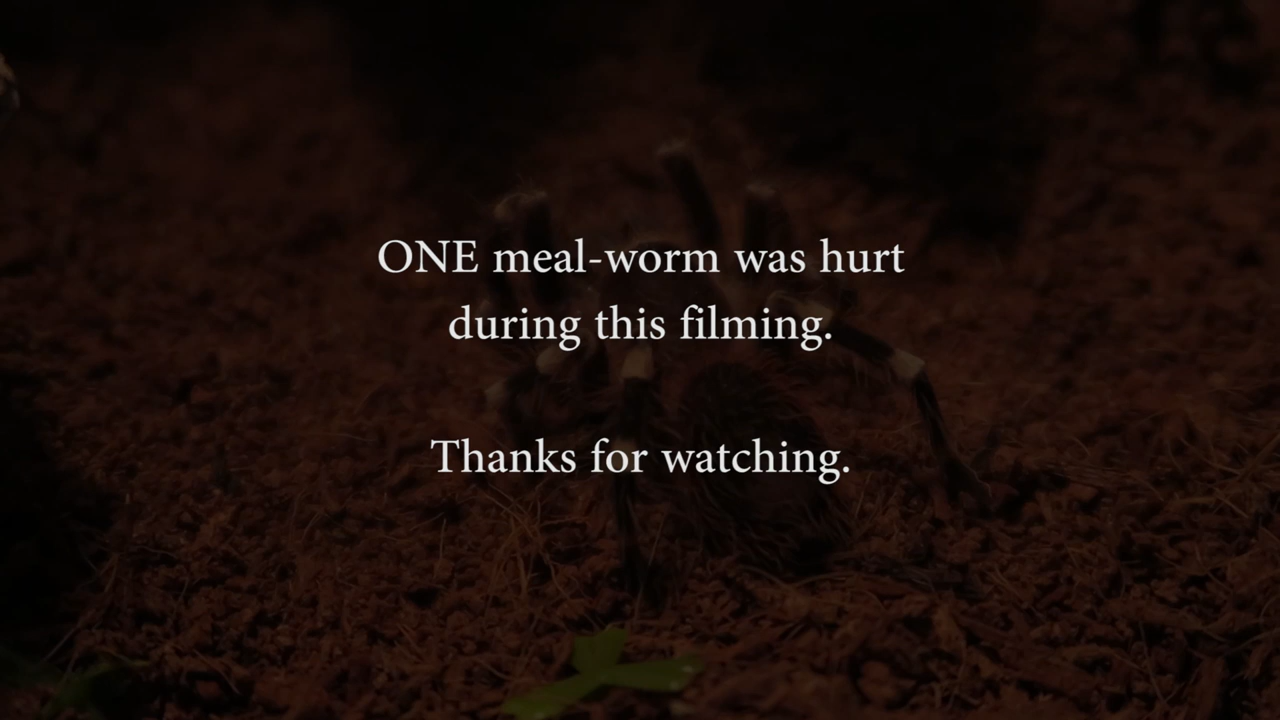 ONE meal-worm was hurt
during this filming.
Thanks for watching.